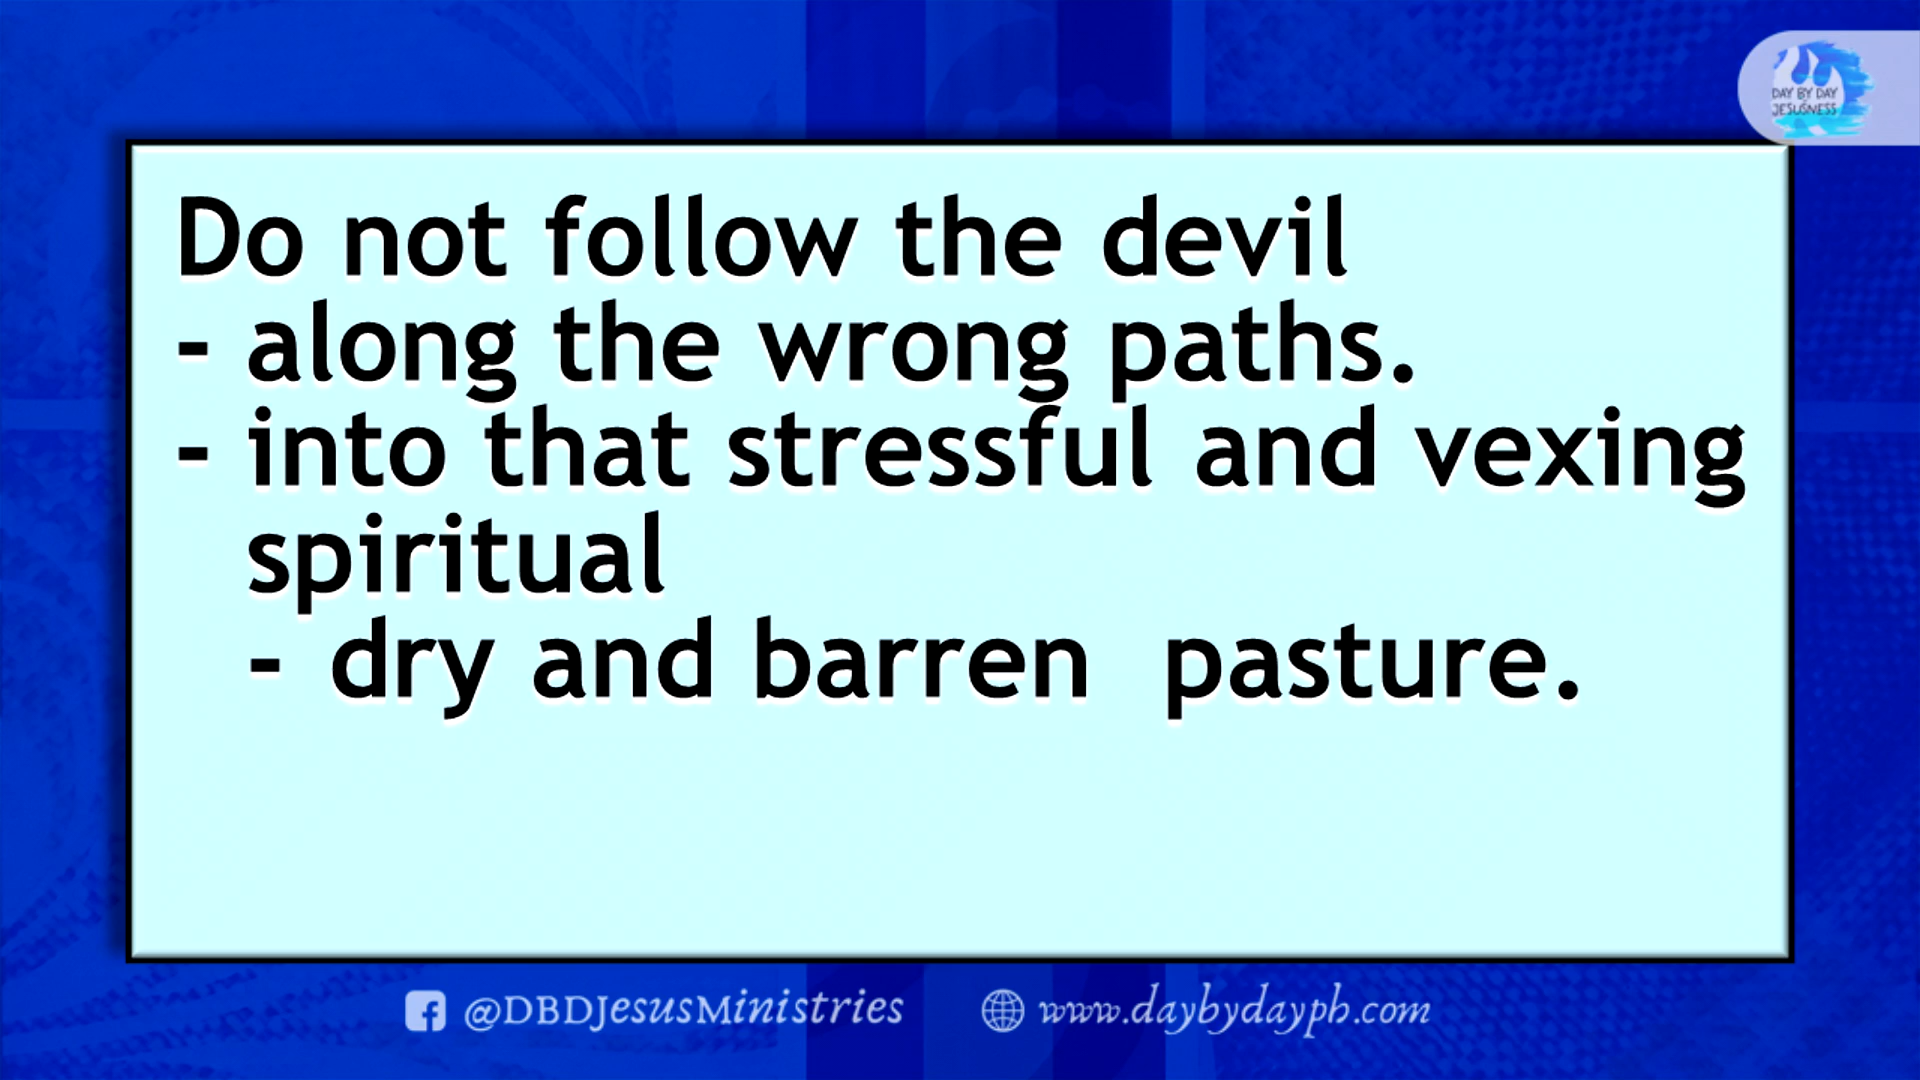 DAY BY DAY
JESUSNESS
Do not follow the devil
- along the wrong paths.
- into that stressful and vexing
spiritual
- dry and barren  pasture.
@DBDJesusMinistries
www.daybydayph.com